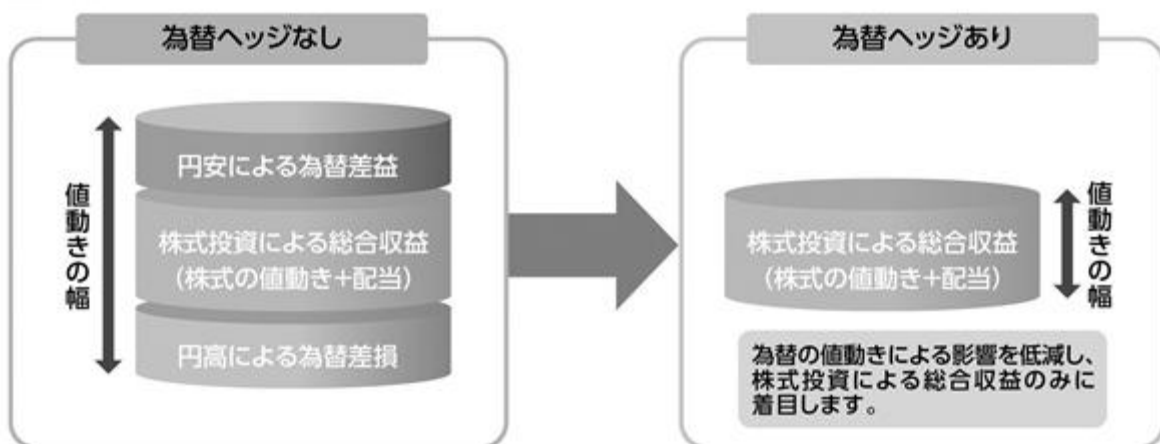 為替ヘッジなし
値動きの幅
円安による為替差益
株式投資による総合収益
(株式の値動き+配当)
円高による為替差損
為替ヘッジあり
株式投資による総合収益
(株式の値動き+配当)
値動きの幅
為替の値動きによる影響を低減し、
株式投資による総合収益のみに
着目します。